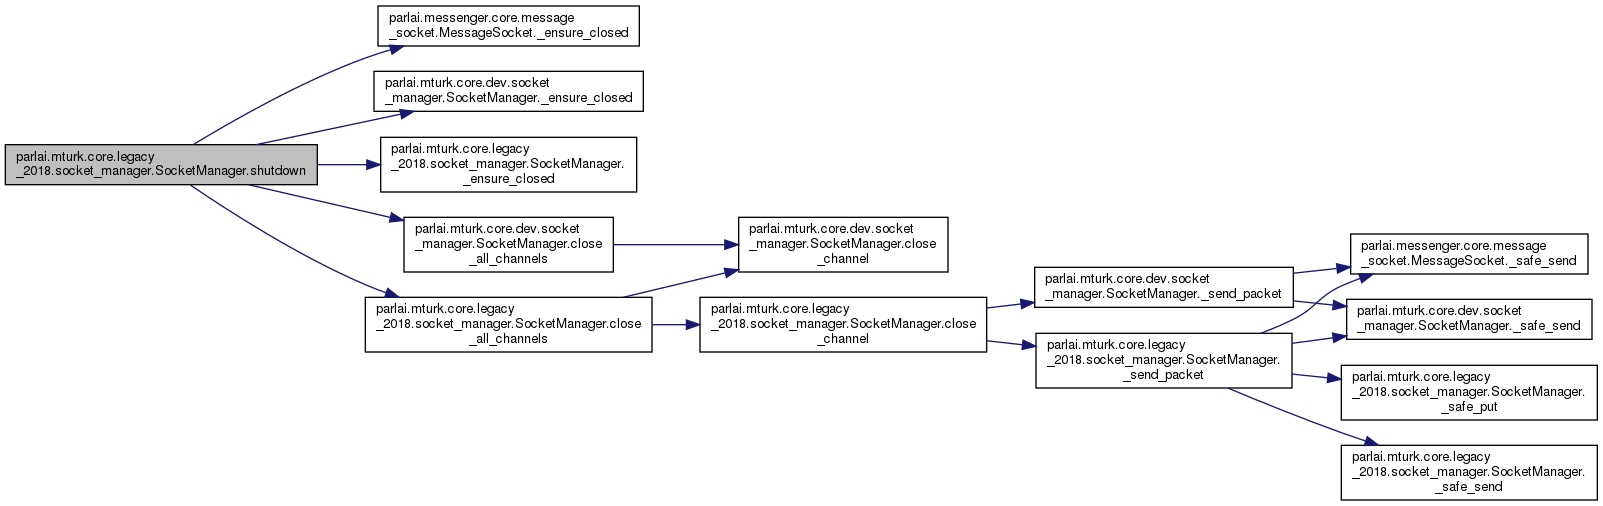 parlai.messenger.core.message
_socket.MessageSocket._ensure_closed
parlai.mturk.core.dev.socket
_manager.SocketManager._ensure_closed
parlai.mturk.core.legacy
_2018.socket_manager.SocketManager.shutdown
parlai.mturk.core.legacy
_2018.socket_manager.SocketManager.
_ensure_closed
parlai.mturk.core.dev.socket
_manager.SocketManager.close
_all_channels
parlai.mturk.core.dev.socket
_manager.SocketManager.close
_channel
parlai.mturk.core.legacy
_2018.socket_manager.SocketManager.close
_all_channels
parlai.mturk.core.legacy
_2018.socket_manager.SocketManager.close
_channel
parlai.mturk.core.dev.socket
_manager.SocketManager._send_packet
parlai.mturk.core.legacy
_2018.socket_manager.SocketManager.
_send_packet
parlai.messenger.core.message
_socket.MessageSocket._safe_send
parlai.mturk.core.dev.socket
_manager.SocketManager._safe_send
parlai.mturk.core.legacy
_2018.socket_manager.SocketManager.
_safe_put
parlai.mturk.core.legacy
_2018.socket_manager.SocketManager.
_safe_send